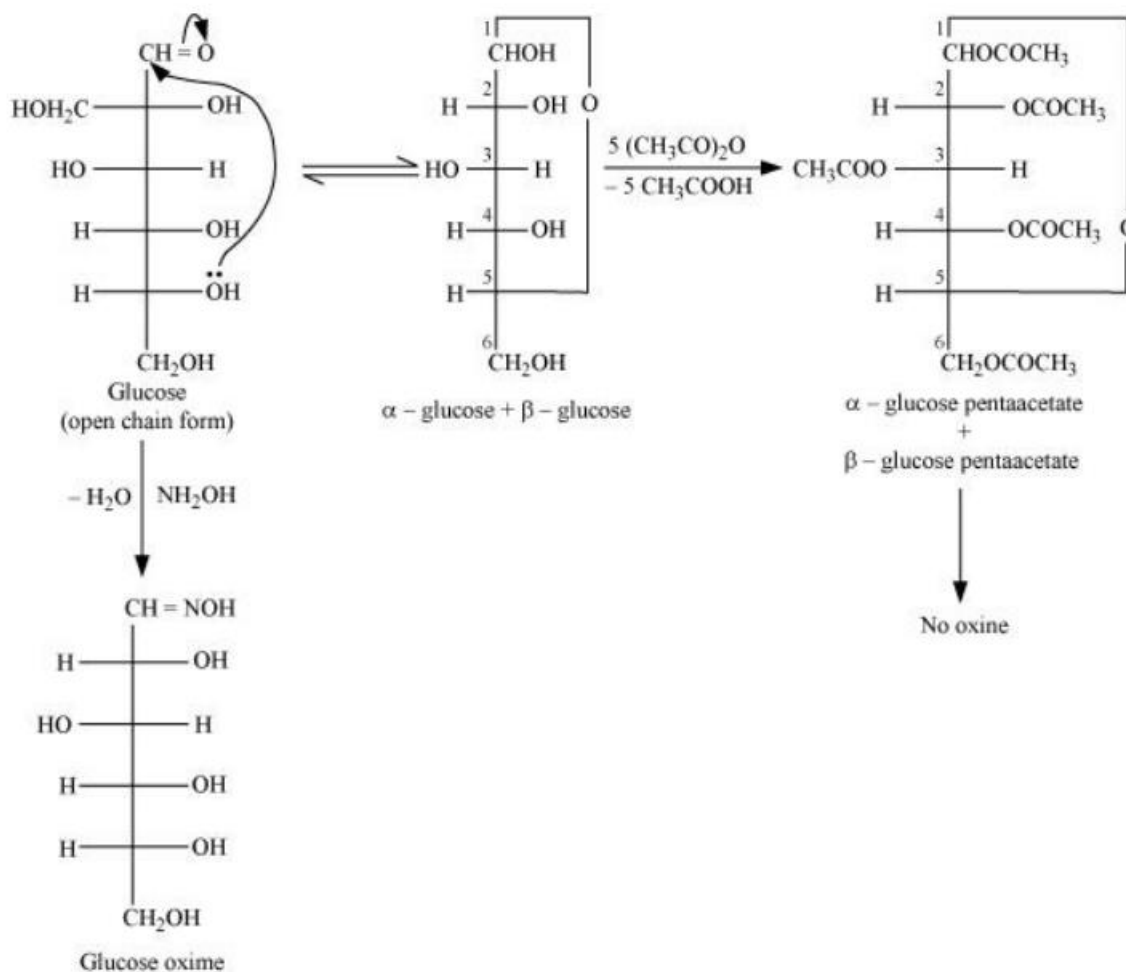 CH = O
HOH₂C OH
HO H
H OH
H OH
CH₂OH
Glucose
(open chain form)
1
CHOH
2
H OH O
3
HO H
4
H OH
5
H
6
CH₂OH
α – glucose + β – glucose
5 (CH₃CO)₂O
– 5 CH₃COOH
1
CHOCOCH₃
2
H OCOCH₃
3
CH₃COO H
4
H OCOCH₃
5
H
6
CH₂OCOCH₃
α – glucose pentaacetate
+
β – glucose pentaacetate
No oxine
– H₂O NH₂OH
CH = NOH
H OH
HO H
H OH
H OH
CH₂OH
Glucose oxime